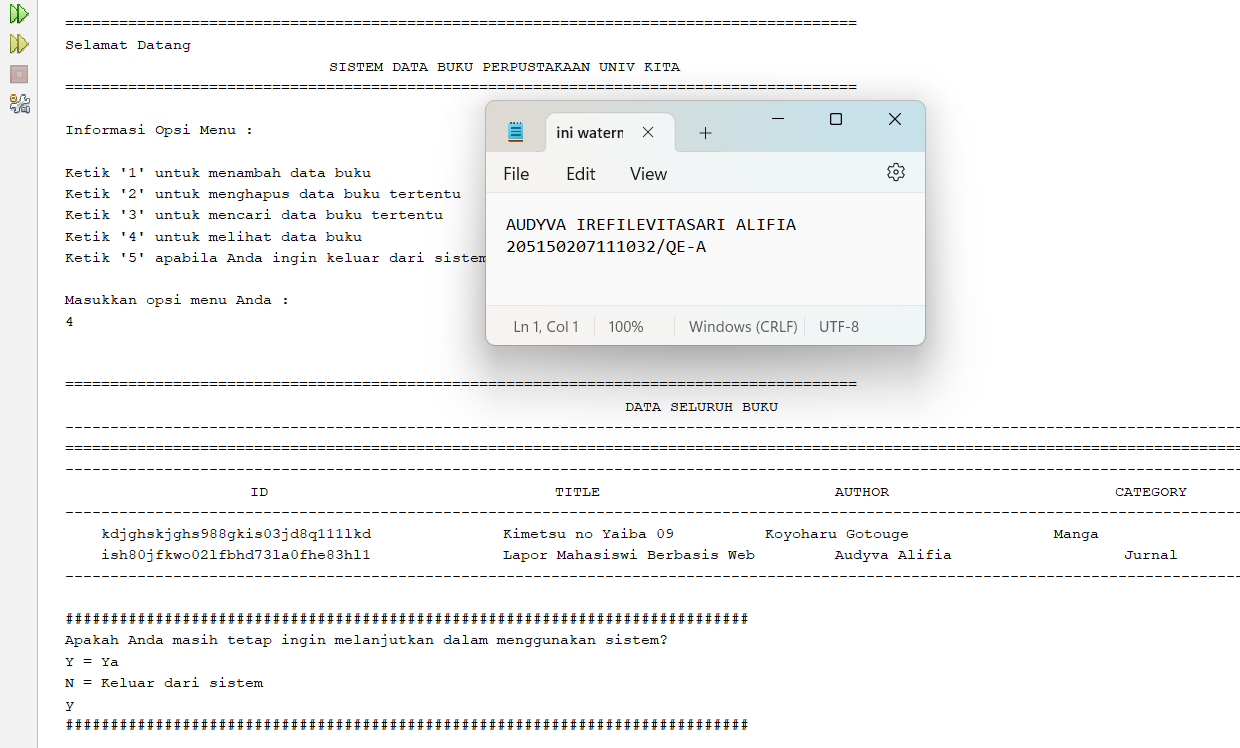 ========================================================================================
Selamat Datang
SISTEM DATA BUKU PERPUSTAKAAN UNIV KITA
========================================================================================
Informasi Opsi Menu :
Ketik '1' untuk menambah data buku
Ketik '2' untuk menghapus data buku tertentu
Ketik '3' untuk mencari data buku tertentu
Ketik '4' untuk melihat data buku
Ketik '5' apabila Anda ingin keluar dari sistem
Masukkan opsi menu Anda :
4
ini waterm
File Edit View
AUDYVA IREFILEVITASARI ALIFIA
205150207111032/QE-A
Ln 1, Col 1 100% Windows (CRLF) UTF-8
========================================================================================
DATA SELURUH BUKU
-----------------------------------------------------------------------------------------------------------------------------------
===================================================================================================================================
-----------------------------------------------------------------------------------------------------------------------------------
ID TITLE AUTHOR CATEGORY
-----------------------------------------------------------------------------------------------------------------------------------
kdjghskjghs988gkis03jd8q111lkd Kimetsu no Yaiba 09 Koyoharu Gotouge Manga
ish80jfkwo02lfbhd73la0fhe83hl1 Lapor Mahasiswi Berbasis Web Audyva Alifia Jurnal
-----------------------------------------------------------------------------------------------------------------------------------
############################################################################
Apakah Anda masih tetap ingin melanjutkan dalam menggunakan sistem?
Y = Ya
N = Keluar dari sistem
y
############################################################################